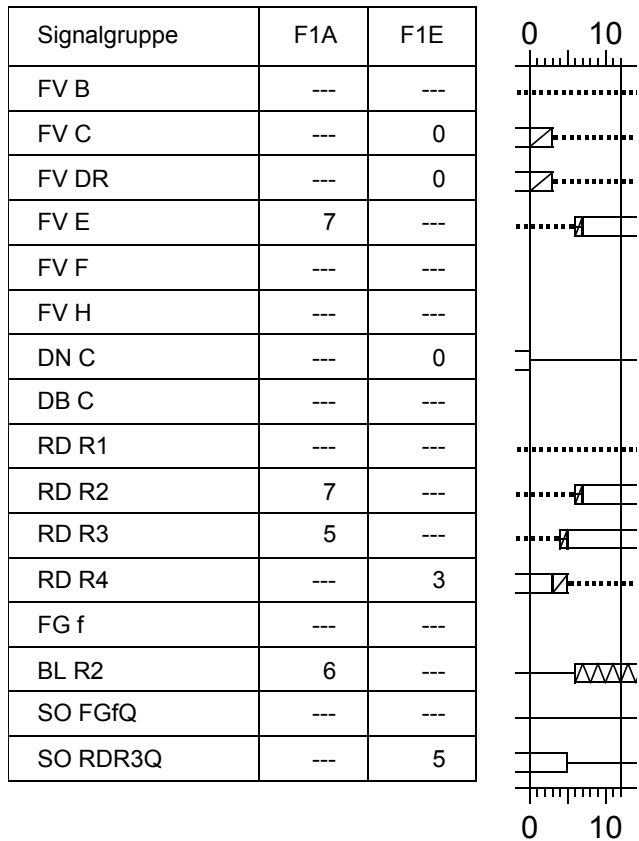 Signalgruppe F1A F1E 0 10
FV B --- ---
FV C --- 0
FV DR --- 0
FV E 7 ---
FV F --- ---
FV H --- ---
DN C --- 0
DB C --- ---
RD R1 --- ---
RD R2 7 ---
RD R3 5 ---
RD R4 --- 3
FG f --- ---
BL R2 6 ---
SO FGfQ --- ---
SO RDR3Q --- 5
0 10